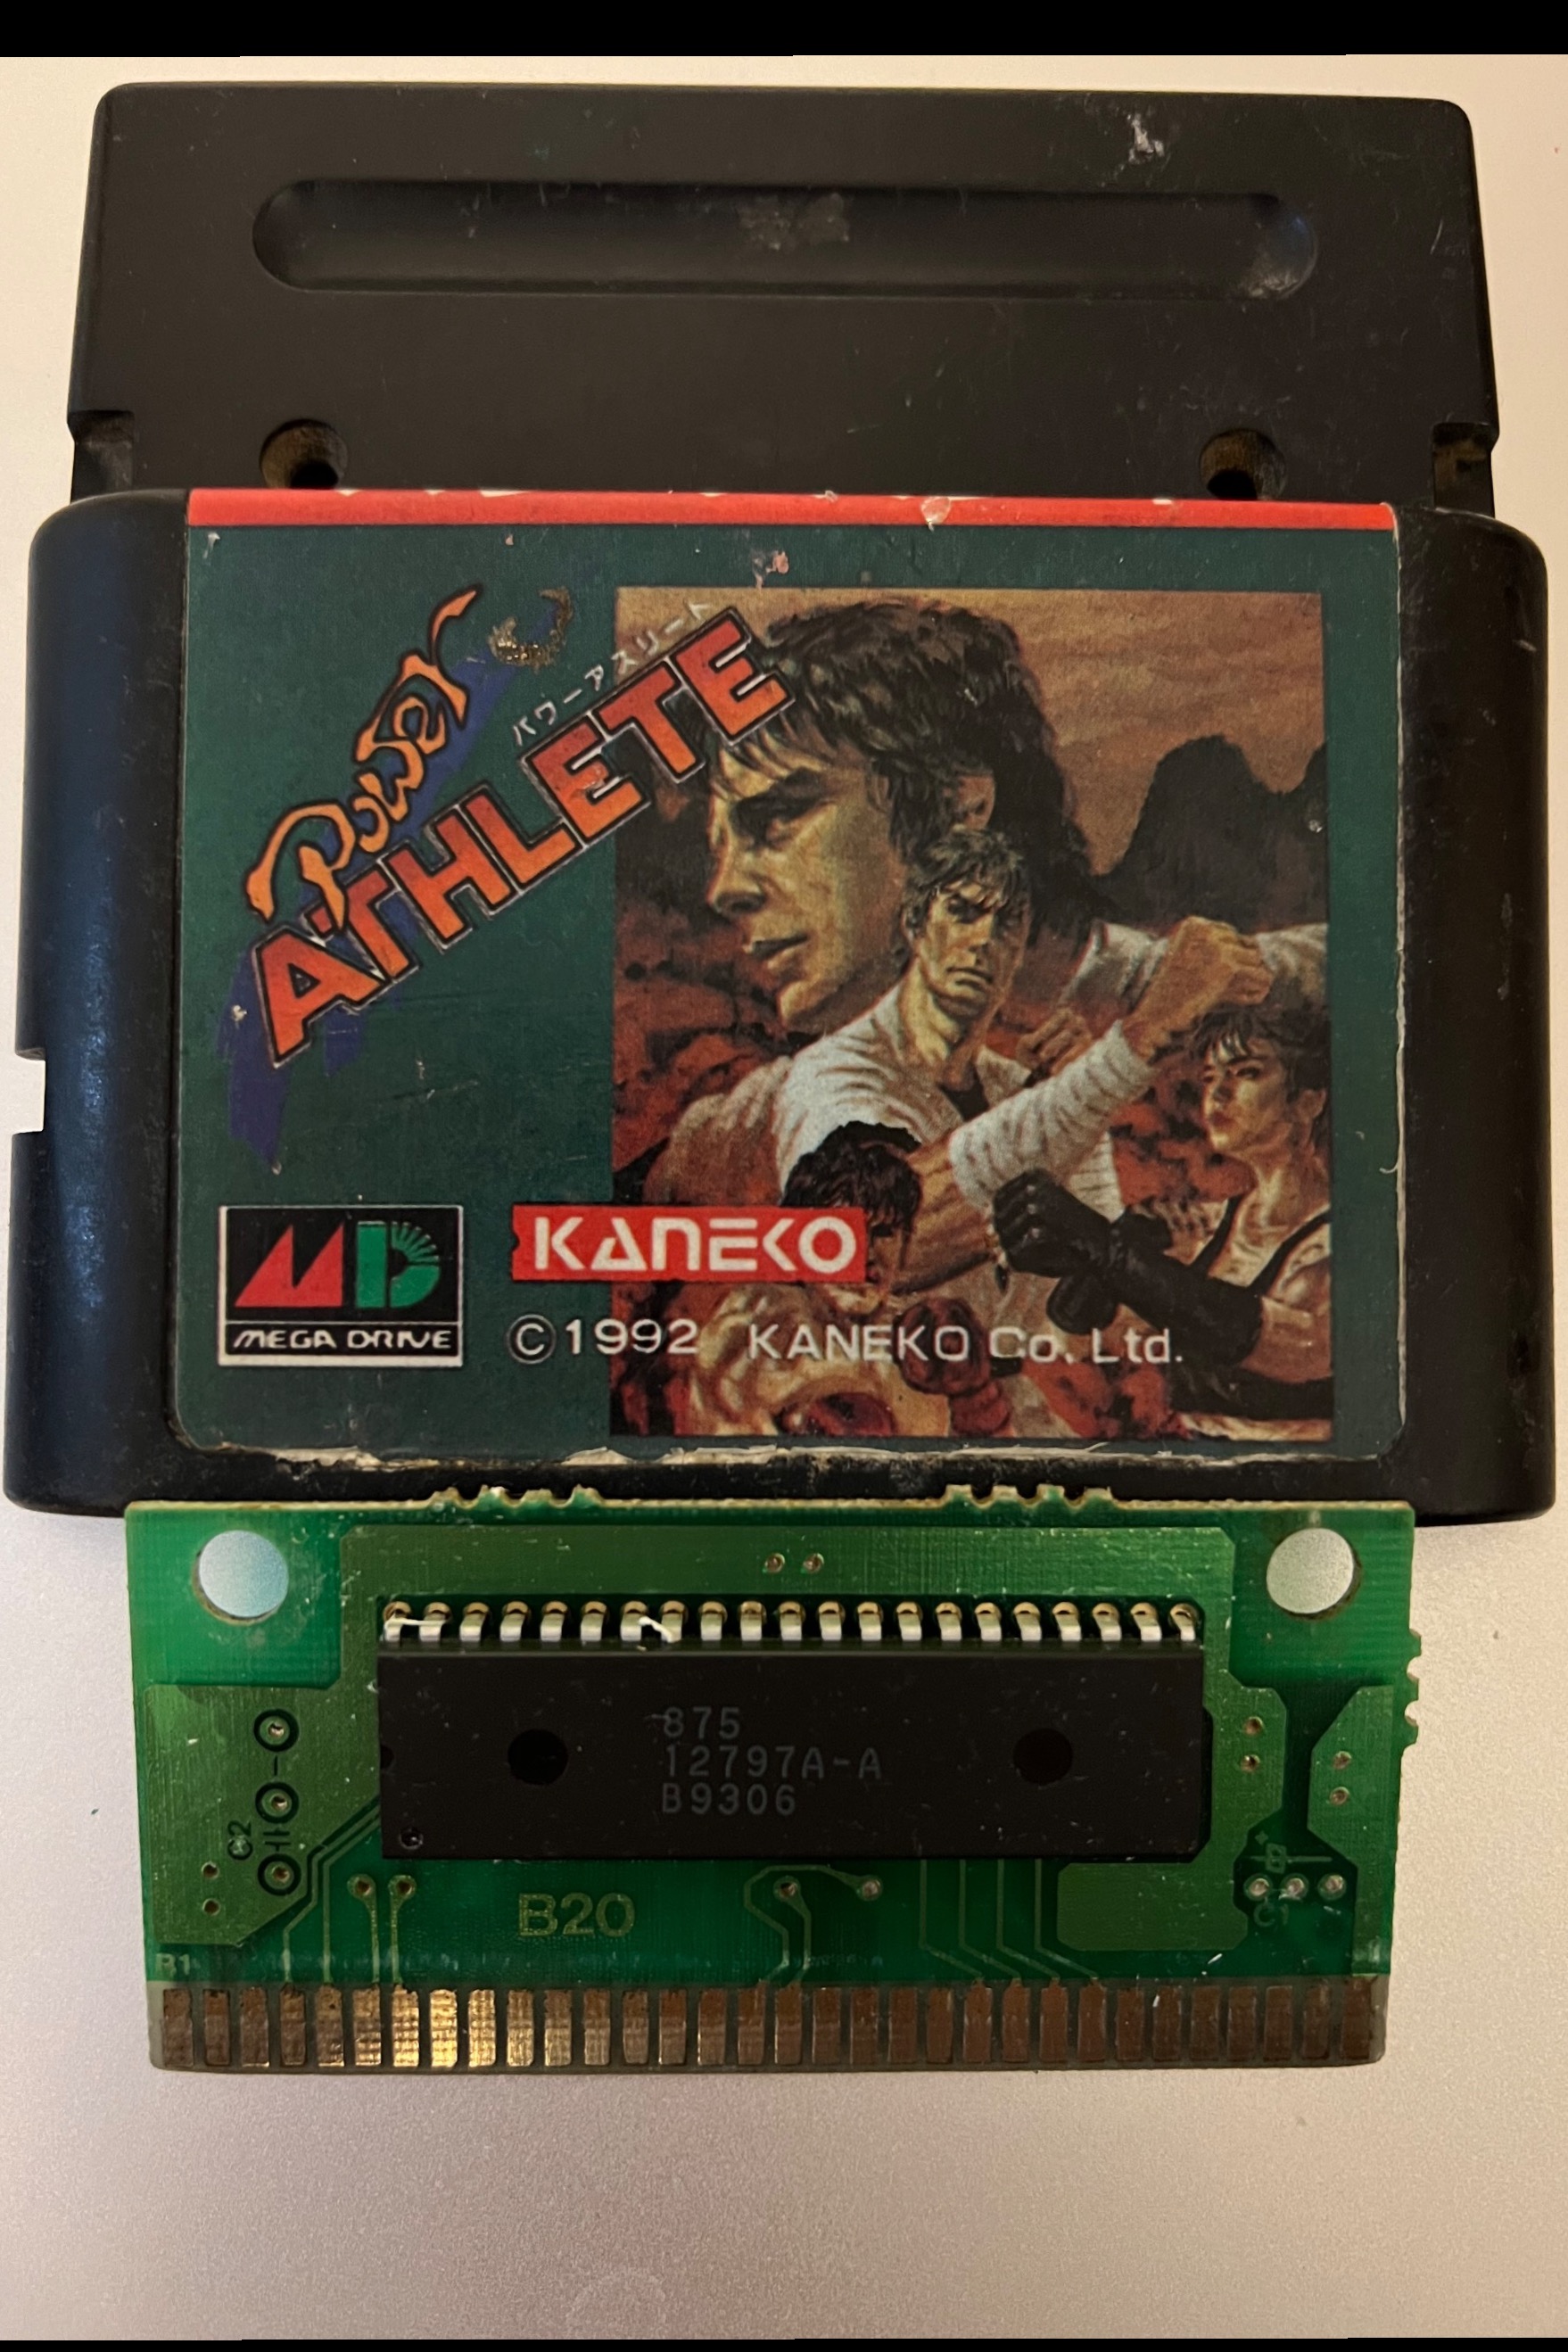 Power
パワーアスリート
ATHLETE
MD
MEGA DRIVE
KANEKO
©1992 KANEKO Co. Ltd.
875
12797A-A
B9306
C2
B20
C1